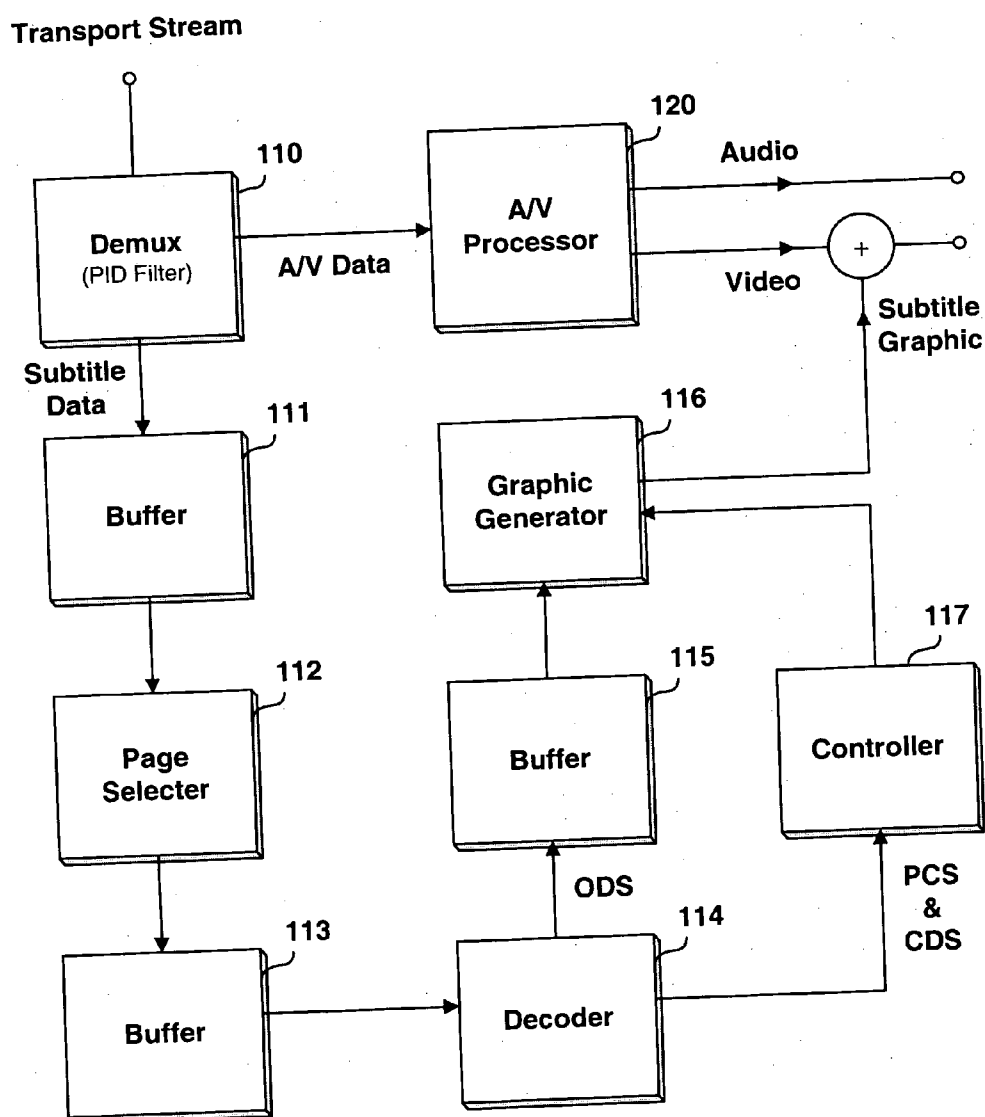 Transport Stream
110
120
Demux
(PID Filter)
A/V Data
A/V
Processor
Audio
Video
+
Subtitle
Graphic
Subtitle
Data
111
Buffer
116
Graphic
Generator
112
Page
Selecter
115
Buffer
117
Controller
ODS
PCS
&
CDS
113
Buffer
114
Decoder